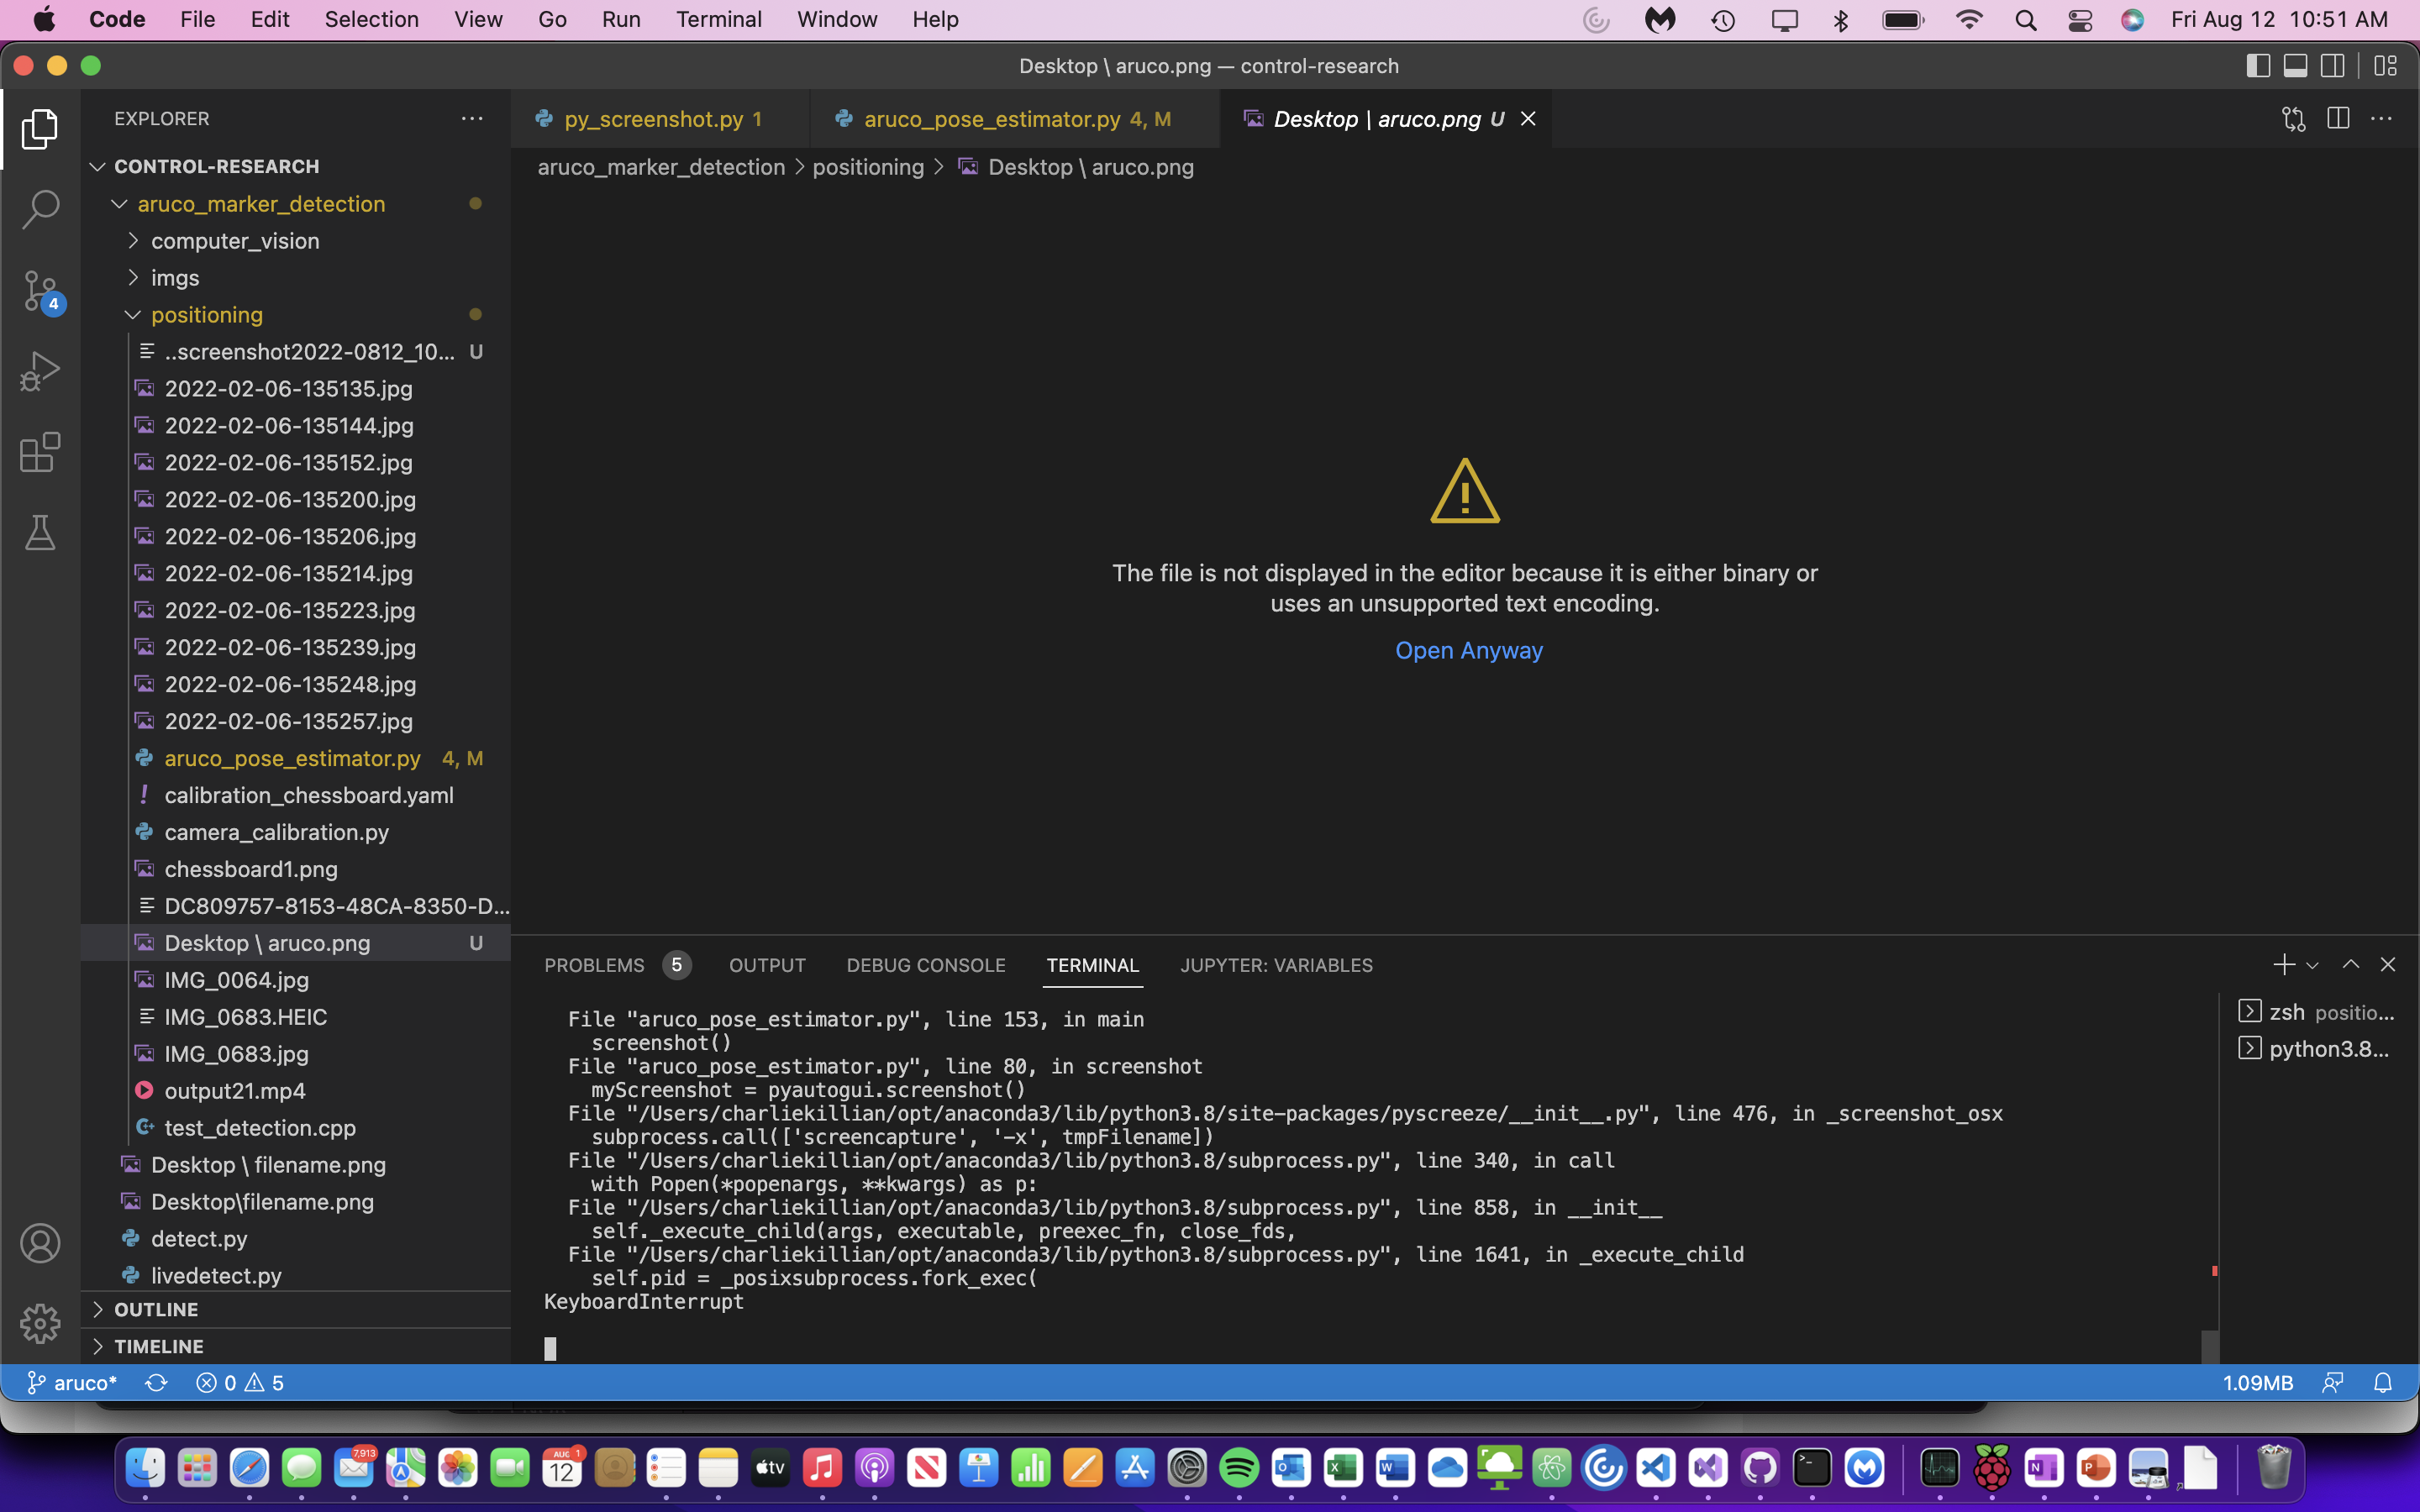 Code File Edit Selection View Go Run Terminal Window Help Fri Aug 12 10:51 AM
Desktop \ aruco.png — control-research
EXPLORER
CONTROL-RESEARCH
aruco_marker_detection
computer_vision
imgs
positioning
..screenshot2022-0812_10... U
2022-02-06-135135.jpg
2022-02-06-135144.jpg
2022-02-06-135152.jpg
2022-02-06-135200.jpg
2022-02-06-135206.jpg
2022-02-06-135214.jpg
2022-02-06-135223.jpg
2022-02-06-135239.jpg
2022-02-06-135248.jpg
2022-02-06-135257.jpg
aruco_pose_estimator.py 4, M
calibration_chessboard.yaml
camera_calibration.py
chessboard1.png
DC809757-8153-48CA-8350-D...
Desktop \ aruco.png U
IMG_0064.jpg
IMG_0683.HEIC
IMG_0683.jpg
output21.mp4
test_detection.cpp
Desktop \ filename.png
Desktop\filename.png
detect.py
livedetect.py
OUTLINE
TIMELINE
4
py_screenshot.py 1
aruco_pose_estimator.py 4, M
Desktop \ aruco.png U
aruco_marker_detection > positioning > Desktop \ aruco.png
The file is not displayed in the editor because it is either binary or
uses an unsupported text encoding.
Open Anyway
PROBLEMS 5 OUTPUT DEBUG CONSOLE TERMINAL JUPYTER: VARIABLES
File "aruco_pose_estimator.py", line 153, in main
screenshot()
File "aruco_pose_estimator.py", line 80, in screenshot
myScreenshot = pyautogui.screenshot()
File "/Users/charliekillian/opt/anaconda3/lib/python3.8/site-packages/pyscreeze/__init__.py", line 476, in _screenshot_osx
subprocess.call(['screencapture', '-x', tmpFilename])
File "/Users/charliekillian/opt/anaconda3/lib/python3.8/subprocess.py", line 340, in call
with Popen(*popenargs, **kwargs) as p:
File "/Users/charliekillian/opt/anaconda3/lib/python3.8/subprocess.py", line 858, in __init__
self._execute_child(args, executable, preexec_fn, close_fds,
File "/Users/charliekillian/opt/anaconda3/lib/python3.8/subprocess.py", line 1641, in _execute_child
self.pid = _posixsubprocess.fork_exec(
KeyboardInterrupt
zsh positio...
python3.8...
aruco* 0 5 1.09MB
7,913
AUG 1
12
tv